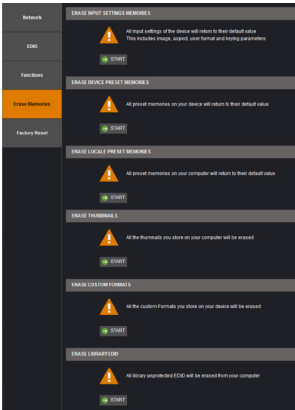 Network
EDID
Functions
Erase Memories
Factory Reset
ERASE INPUT SETTINGS MEMORIES
All input settings of the device will return to their default value
This includes image, aspect, user format and keying parameters
START
ERASE DEVICE PRESET MEMORIES
All preset memories on your device will return to their default value
START
ERASE LOCALE PRESET MEMORIES
All preset memories on your computer will return to their default value
START
ERASE THUMBNAILS
All the thumnails you store on your computer will be erased
START
ERASE CUSTOM FORMATS
All the custom Formats you store on your device will be erased
START
ERASE LIBRARY EDID
All library unprotected EDID will be erased from your computer
START